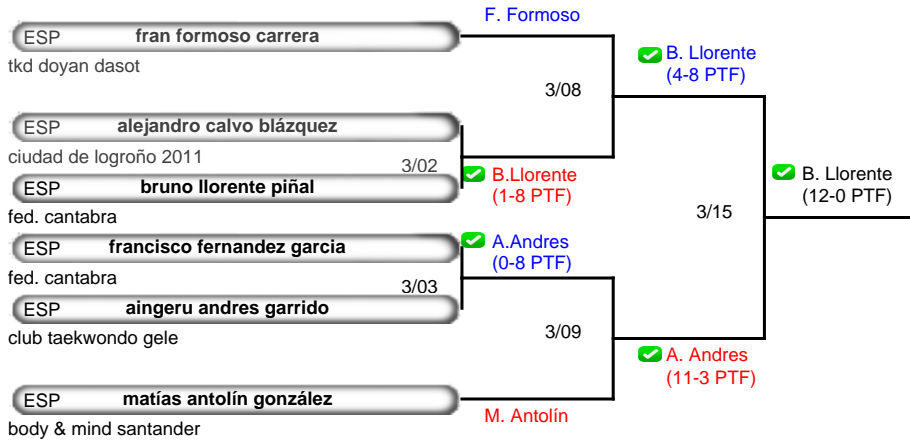 F. Formoso
ESP fran formoso carrera
tkd doyan dasot
B. Llorente
(4-8 PTF)
3/08
ESP alejandro calvo blázquez
ciudad de logroño 2011
3/02
B.Llorente
(1-8 PTF)
ESP bruno llorente piñal
fed. cantabra
B. Llorente
(12-0 PTF)
3/15
ESP francisco fernandez garcia
fed. cantabra
A.Andres
(0-8 PTF)
3/03
ESP aingeru andres garrido
club taekwondo gele
3/09
A. Andres
(11-3 PTF)
ESP matías antolín gonzález
body & mind santander
M. Antolín